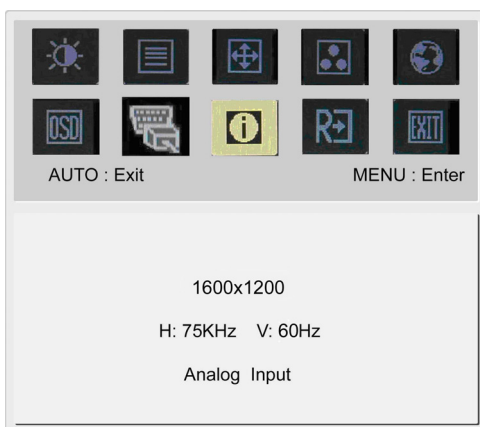 OSD
i
R
EXIT
AUTO : Exit MENU : Enter
1600x1200
H: 75KHz V: 60Hz
Analog Input